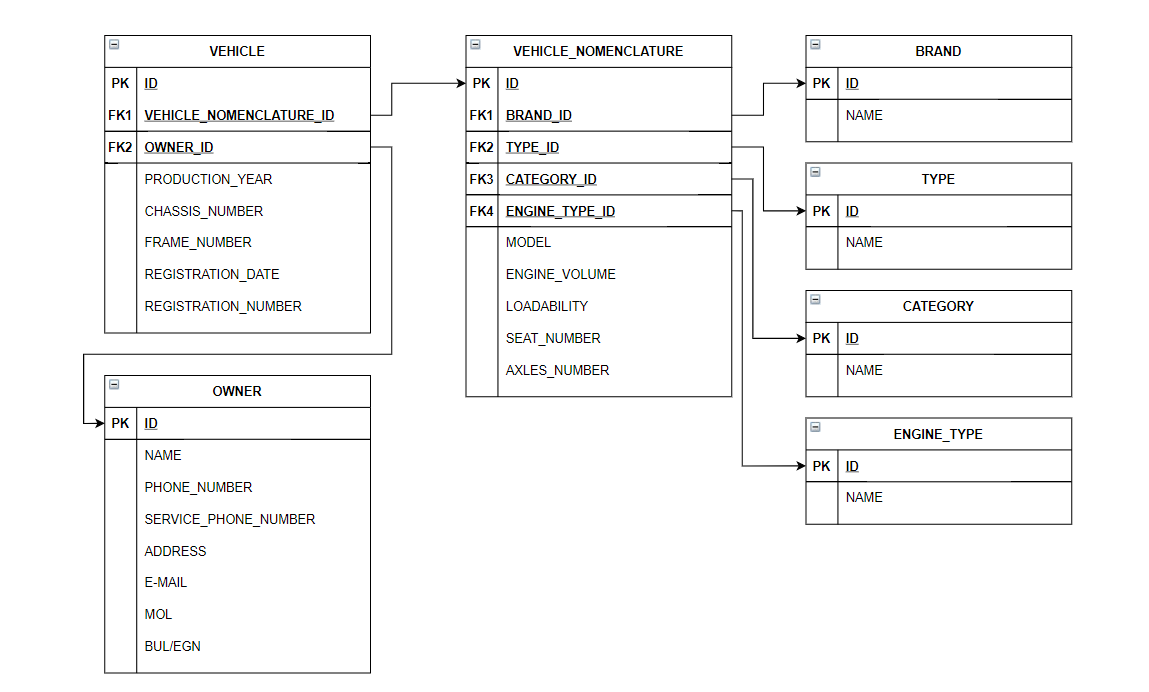 VEHICLE
PK ID
FK1 VEHICLE_NOMENCLATURE_ID
FK2 OWNER_ID
PRODUCTION_YEAR
CHASSIS_NUMBER
FRAME_NUMBER
REGISTRATION_DATE
REGISTRATION_NUMBER
OWNER
PK ID
NAME
PHONE_NUMBER
SERVICE_PHONE_NUMBER
ADDRESS
E-MAIL
MOL
BUL/EGN
VEHICLE_NOMENCLATURE
PK ID
FK1 BRAND_ID
FK2 TYPE_ID
FK3 CATEGORY_ID
FK4 ENGINE_TYPE_ID
MODEL
ENGINE_VOLUME
LOADABILITY
SEAT_NUMBER
AXLES_NUMBER
BRAND
PK ID
NAME
TYPE
PK ID
NAME
CATEGORY
PK ID
NAME
ENGINE_TYPE
PK ID
NAME